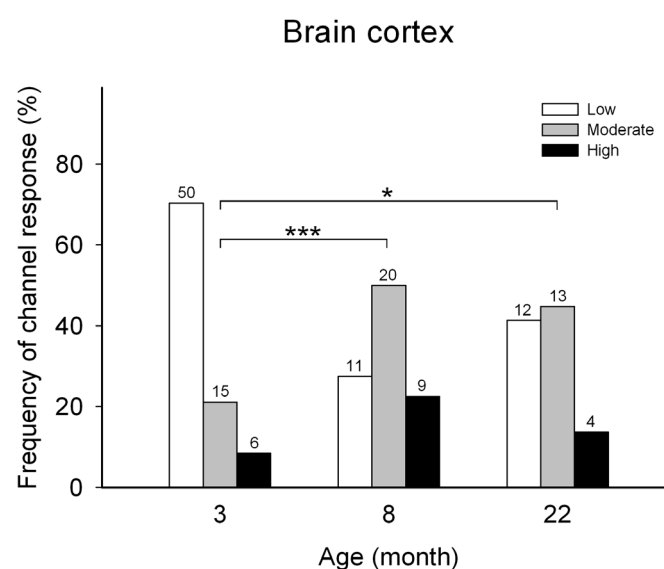 Brain cortex
Frequency of channel response (%)
Low
Moderate
High
80
60
40
20
0
50
15
6
11
20
9
12
13
4
***
*
3 8 22
Age (month)